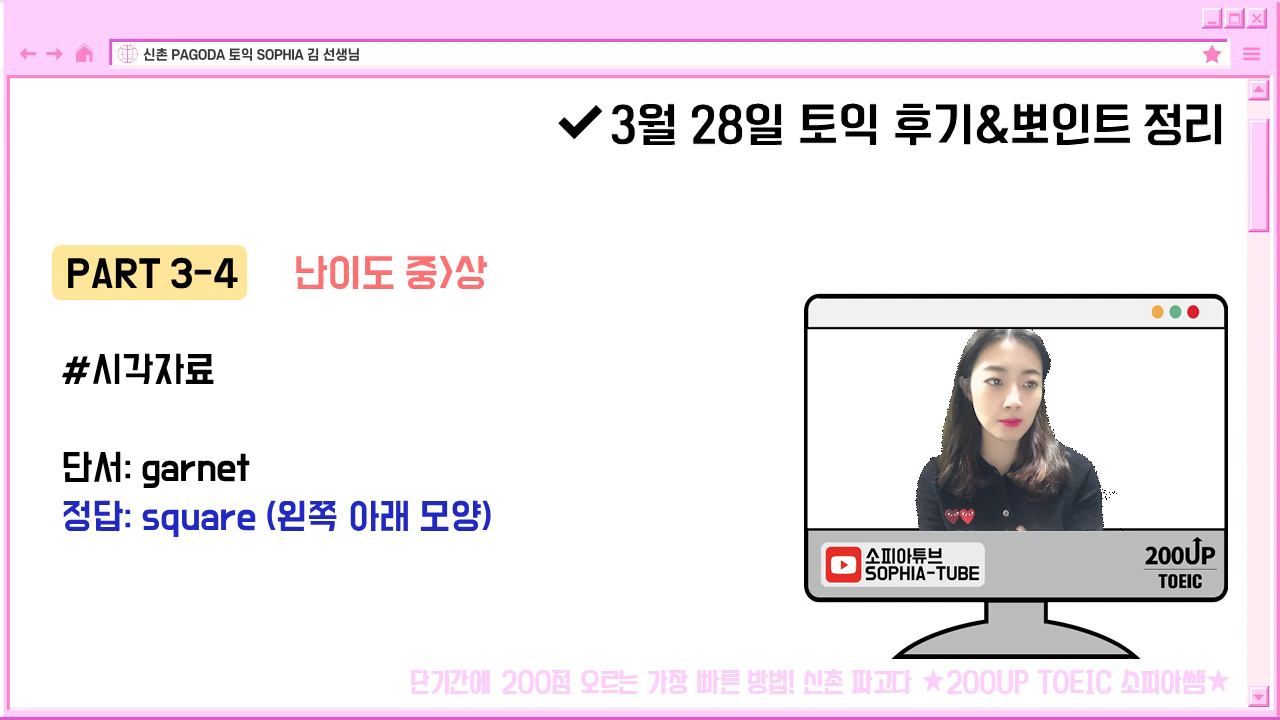 신촌 PAGODA 토익 SOPHIA 김 선생님
✔ 3월 28일 토익 후기&뽀인트 정리
PART 3-4 난이도 중>상
#시각자료
단서: garnet
정답: square (왼쪽 아래 모양)
소피아튜브
SOPHIA-TUBE
200UP
TOEIC
단기간에 200점 오르는 가장 빠른 방법! 신촌 파고다 ★200UP TOEIC 소피아쌤★